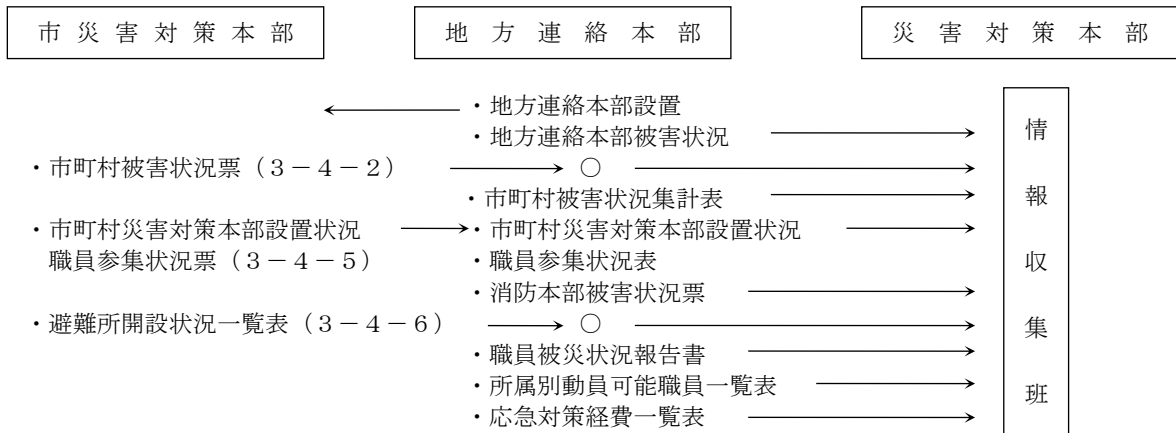 市災害対策本部 地方連絡本部 災害対策本部
・地方連絡本部設置
・地方連絡本部被害状況
・市町村被害状況票(3-4-2) ○
・市町村被害状況集計表
・市町村災害対策本部設置状況 ・市町村災害対策本部設置状況
職員参集状況票(3-4-5) ・職員参集状況表
・消防本部被害状況票
・避難所開設状況一覧表(3-4-6) ○
・職員被災状況報告書
・所属別動員可能職員一覧表
・応急対策経費一覧表
情報収集班